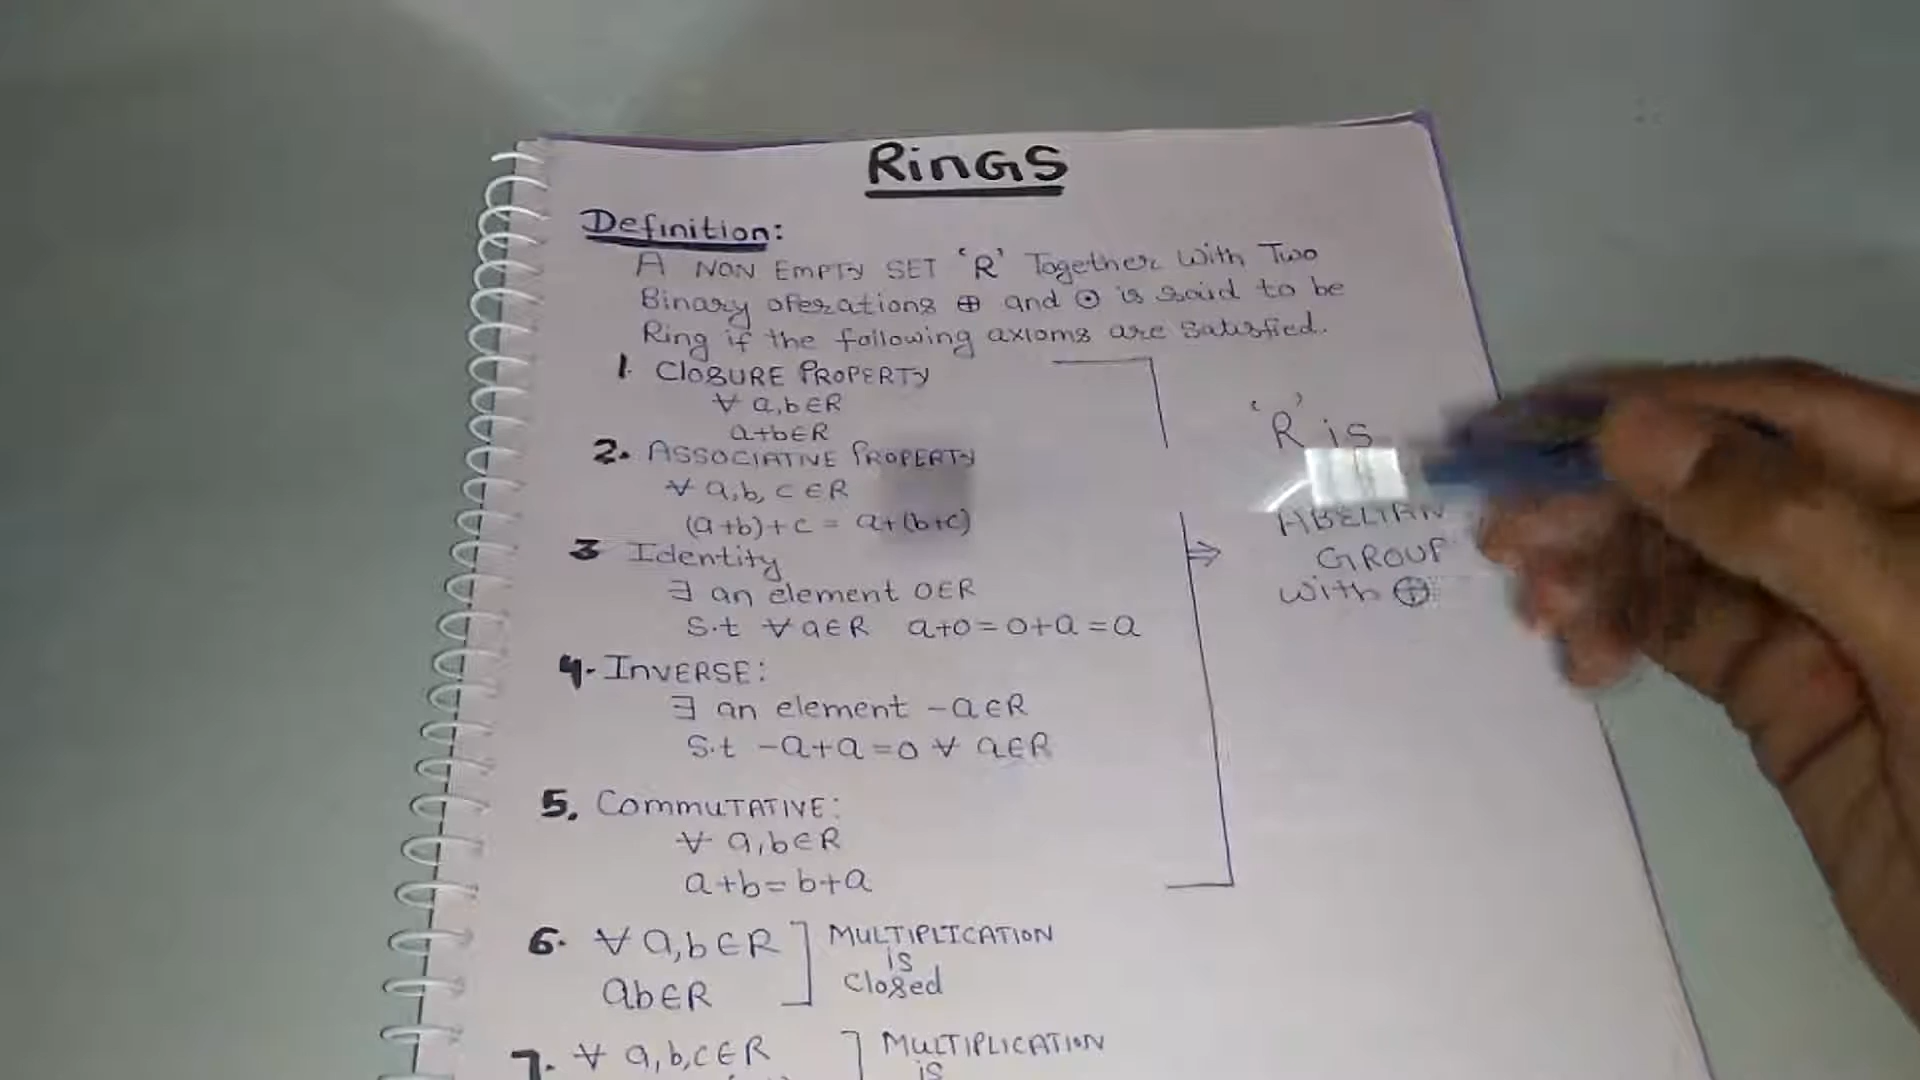 RinGS
Definition:
A NON EMPTy SET 'R' Together with Two
Binary operations ⊕ and ⊙ is said to be
Ring if the following axioms are satisfied.
1. CLOSURE PROPERTY
∀ a,b∈R
a+b∈R
2. ASSOCIATIVE PROPERTY
∀ a,b,c∈R
(a+b)+c = a+(b+c)
3 Identity
∃ an element 0∈R
S.t ∀a∈R a+0=0+a=a
4. INVERSE:
∃ an element -a∈R
S.t -a+a=0 ∀ a∈R
5. COMMUTATIVE:
∀ a,b∈R
a+b=b+a
'R' is
ABELIAN
GROUP
with ⊕
6. ∀ a,b∈R
ab∈R
MULTIPLICATION
is
Closed
7. ∀ a,b,c∈R
MULTIPLICATION
is